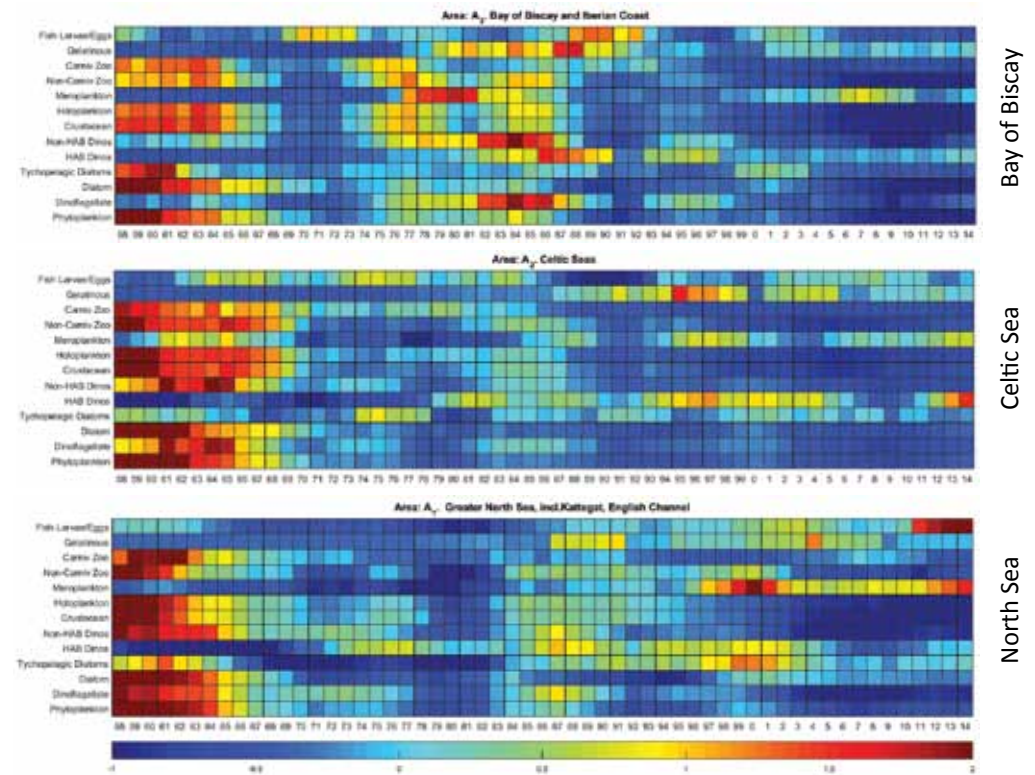 Area: A3. Bay of Biscay and Iberian Coast
Fish Larvae/Eggs
Gelatinous
Carniv Zoo
Non-Carniv Zoo
Meroplankton
Holoplankton
Crustacean
Non-HAB Dinos
HAB Dinos
Tychopelagic Diatoms
Diatom
Dinoflagellate
Phytoplankton
58 59 60 61 62 63 64 65 66 67 68 69 70 71 72 73 74 75 76 77 78 79 80 81 82 83 84 85 86 87 88 89 90 91 92 93 94 95 96 97 98 99 0 1 2 3 4 5 6 7 8 9 10 11 12 13 14
Bay of Biscay
Area: A2. Celtic Seas
Fish Larvae/Eggs
Gelatinous
Carniv Zoo
Non-Carniv Zoo
Meroplankton
Holoplankton
Crustacean
Non-HAB Dinos
HAB Dinos
Tychopelagic Diatoms
Diatom
Dinoflagellate
Phytoplankton
58 59 60 61 62 63 64 65 66 67 68 69 70 71 72 73 74 75 76 77 78 79 80 81 82 83 84 85 86 87 88 89 90 91 92 93 94 95 96 97 98 99 0 1 2 3 4 5 6 7 8 9 10 11 12 13 14
Celtic Sea
Area: A1. Greater North Sea, incl.Kattegat, English Channel
Fish Larvae/Eggs
Gelatinous
Carniv Zoo
Non-Carniv Zoo
Meroplankton
Holoplankton
Crustacean
Non-HAB Dinos
HAB Dinos
Tychopelagic Diatoms
Diatom
Dinoflagellate
Phytoplankton
58 59 60 61 62 63 64 65 66 67 68 69 70 71 72 73 74 75 76 77 78 79 80 81 82 83 84 85 86 87 88 89 90 91 92 93 94 95 96 97 98 99 0 1 2 3 4 5 6 7 8 9 10 11 12 13 14
North Sea
-1 -0.5 0 0.5 1 1.5 2